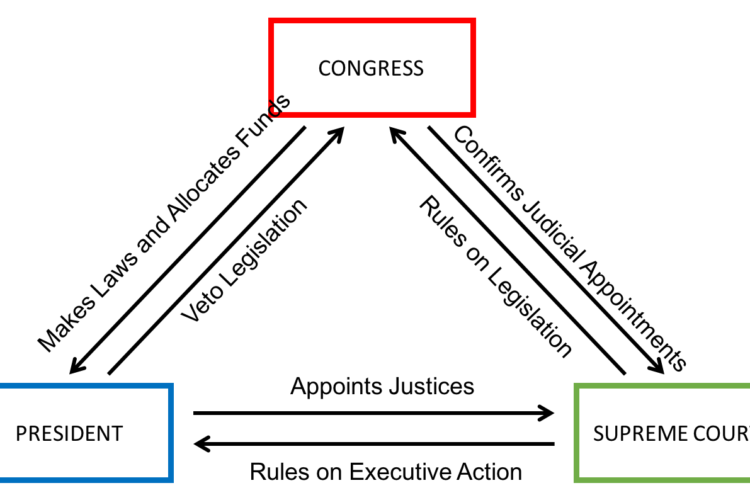 CONGRESS
Makes Laws and Allocates Funds
Veto Legislation
Confirms Judicial Appointments
Rules on Legislation
Appoints Justices
PRESIDENT
SUPREME COUR
Rules on Executive Action